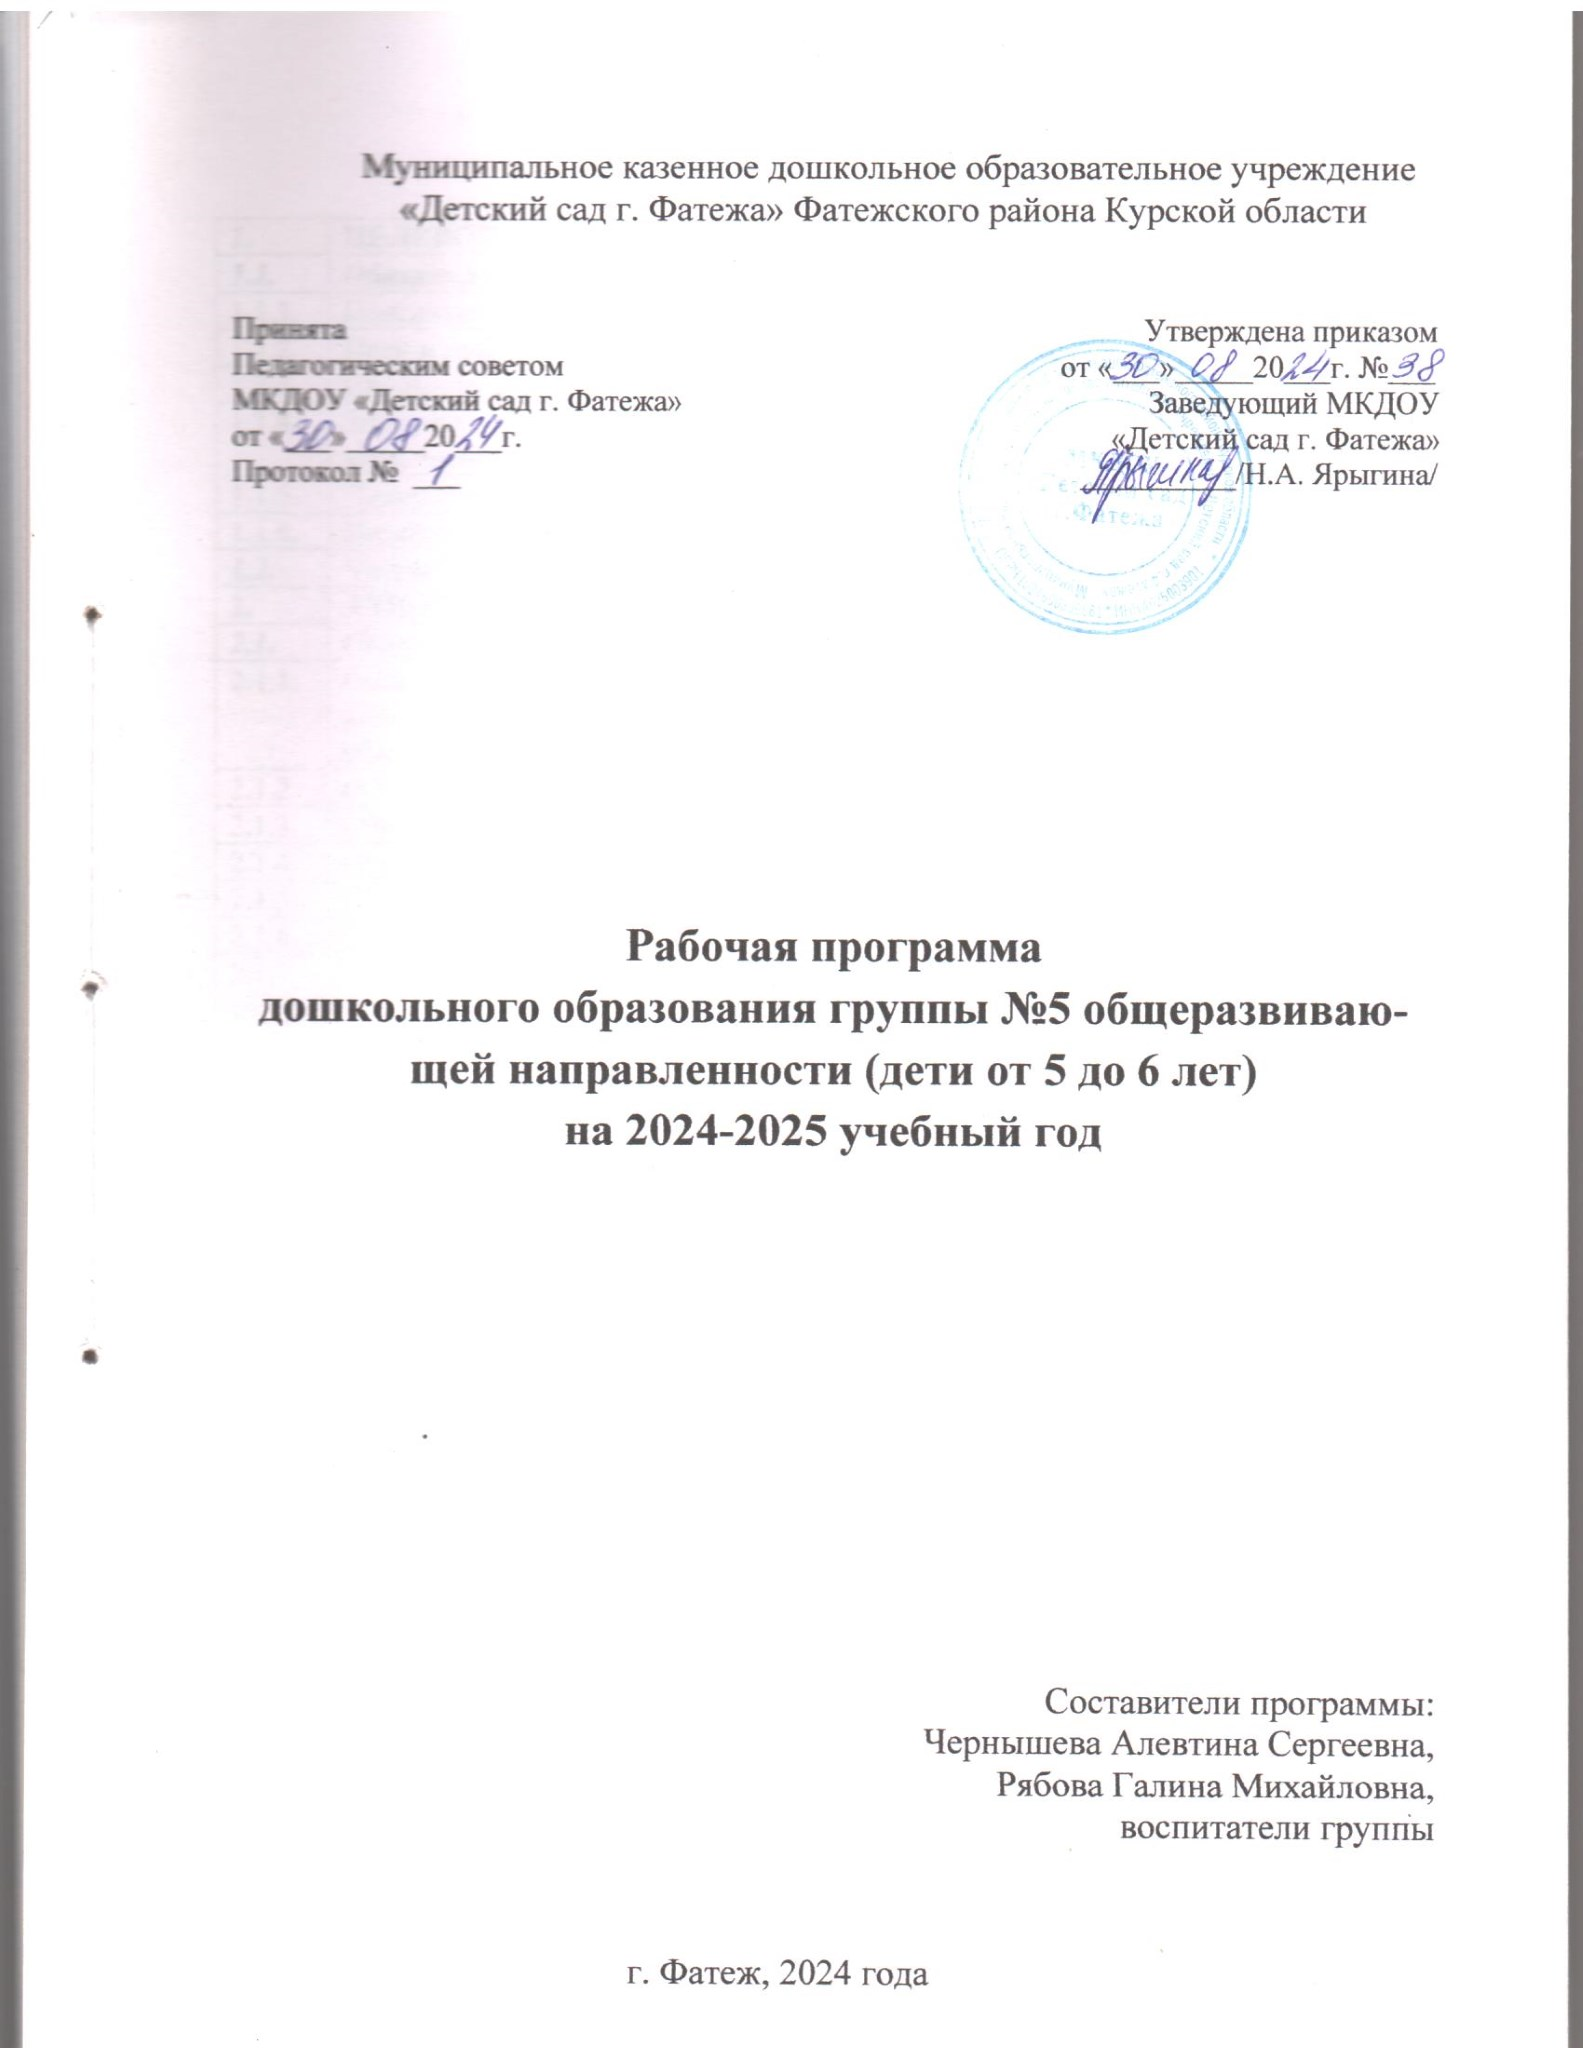 Муниципальное казенное дошкольное образовательное учреждение
«Детский сад г. Фатежа» Фатежского района Курской области
Принята
Педагогическим советом
МКДОУ «Детский сад г. Фатежа»
от «30» 08 2024 г.
Протокол № 1
Утверждена приказом
от «30» 08 2024 г. № 38
Заведующий МКДОУ
«Детский сад г. Фатежа»
/Н.А. Ярыгина/
Рабочая программа
дошкольного образования группы №5 общеразвиваю-
щей направленности (дети от 5 до 6 лет)
на 2024-2025 учебный год
Составители программы:
Чернышева Алевтина Сергеевна,
Рябова Галина Михайловна,
воспитатели группы
г. Фатеж, 2024 года